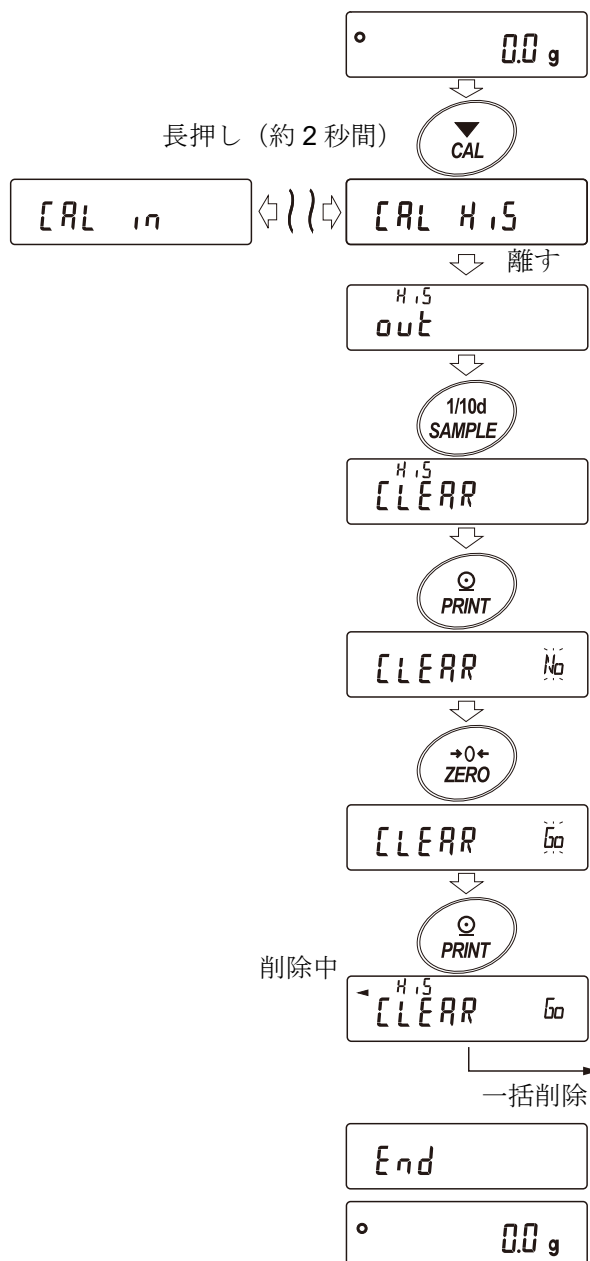 0.0 g
長押し（約2秒間）
CAL
CAL in
CAL HiS
離す
HiS
out
1/10d
SAMPLE
HiS
CLEAR
PRINT
CLEAR No
→0←
ZERO
CLEAR Go
PRINT
削除中
HiS
CLEAR Go
一括削除
End
0.0 g